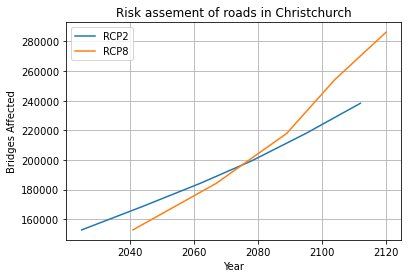 Risk assement of roads in Christchurch
RCP2
RCP8
Bridges Affected
280000
260000
240000
220000
200000
180000
160000
2040
2060
2080
2100
2120
Year